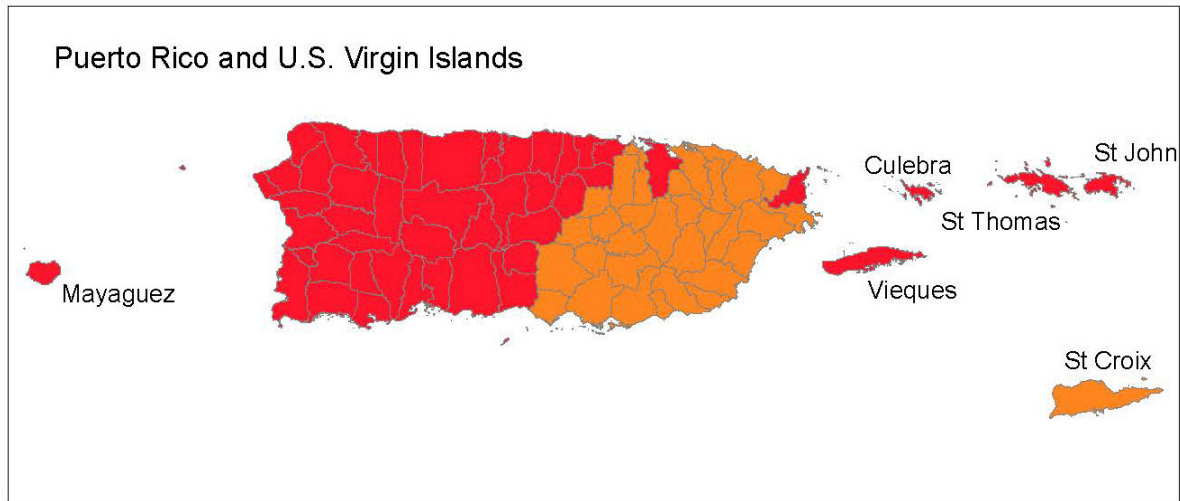 Puerto Rico and U.S. Virgin Islands
Culebra
St John
St Thomas
Mayaguez
Vieques
St Croix